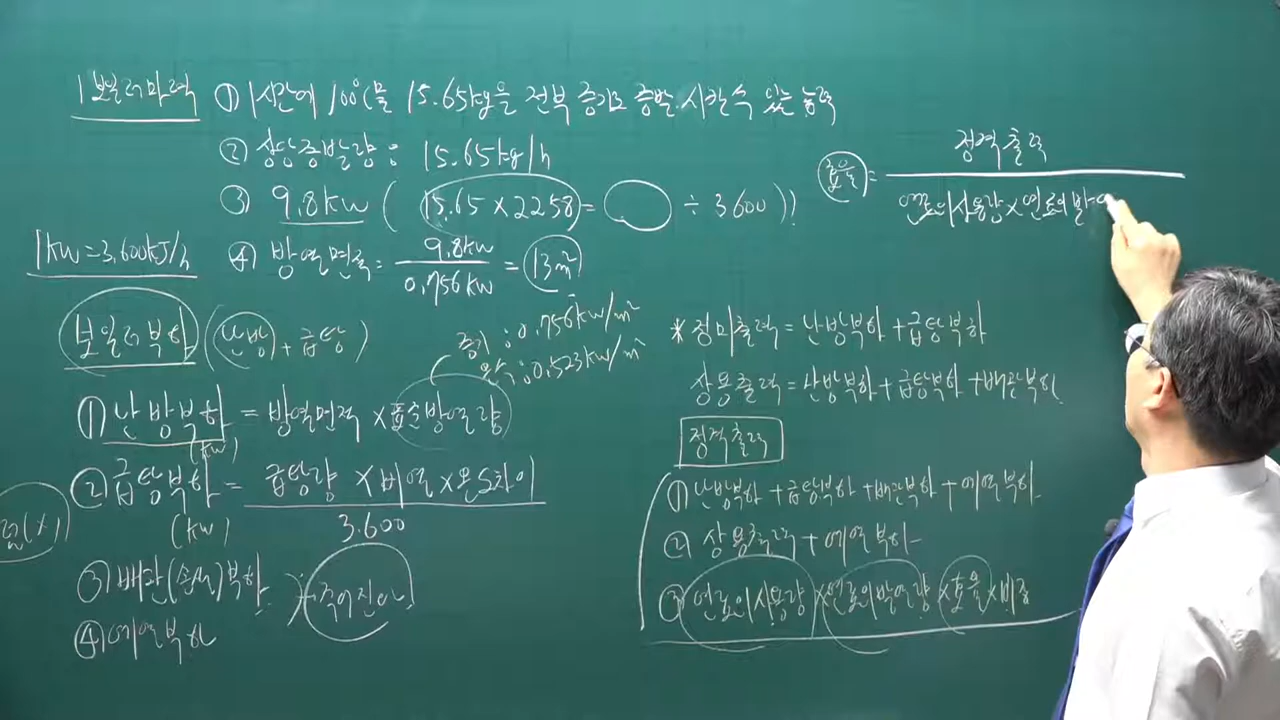 1보일러마력 ① 1시간에 100℃물 15.65kg을 전부 증기로 증발 시킬 수 있는 능력
② 상당증발량 : 15.65kg/h
③ 9.8kw ( 15.65 × 2258 = ÷ 3600 ))
1kw = 3,600kJ/h
④ 방열면적 = 9.8kw / 0.756kw = 13m²
보일러부하 (난방 + 급탕)
증기 : 0.756kw/m²
온수 : 0.523kw/m²
① 난방부하 = 방열면적 × 표준방열량
(kw)
② 급탕부하 = 급탕량 × 비열 × 온도차이
3.600
(kw)
(×)
③ 배관(손실)부하
④ 예열부하
주어진다!
효율 = 정격출력
연료의사용량 × 연료의발열
* 정미출력 = 난방부하 + 급탕부하
상용출력 = 난방부하 + 급탕부하 + 배관부하
정격출력
① 난방부하 + 급탕부하 + 배관부하 + 예열부하
② 상용출력 + 예열부하
③ 연료의사용량 × 연료의발열량 × 효율 × 비중